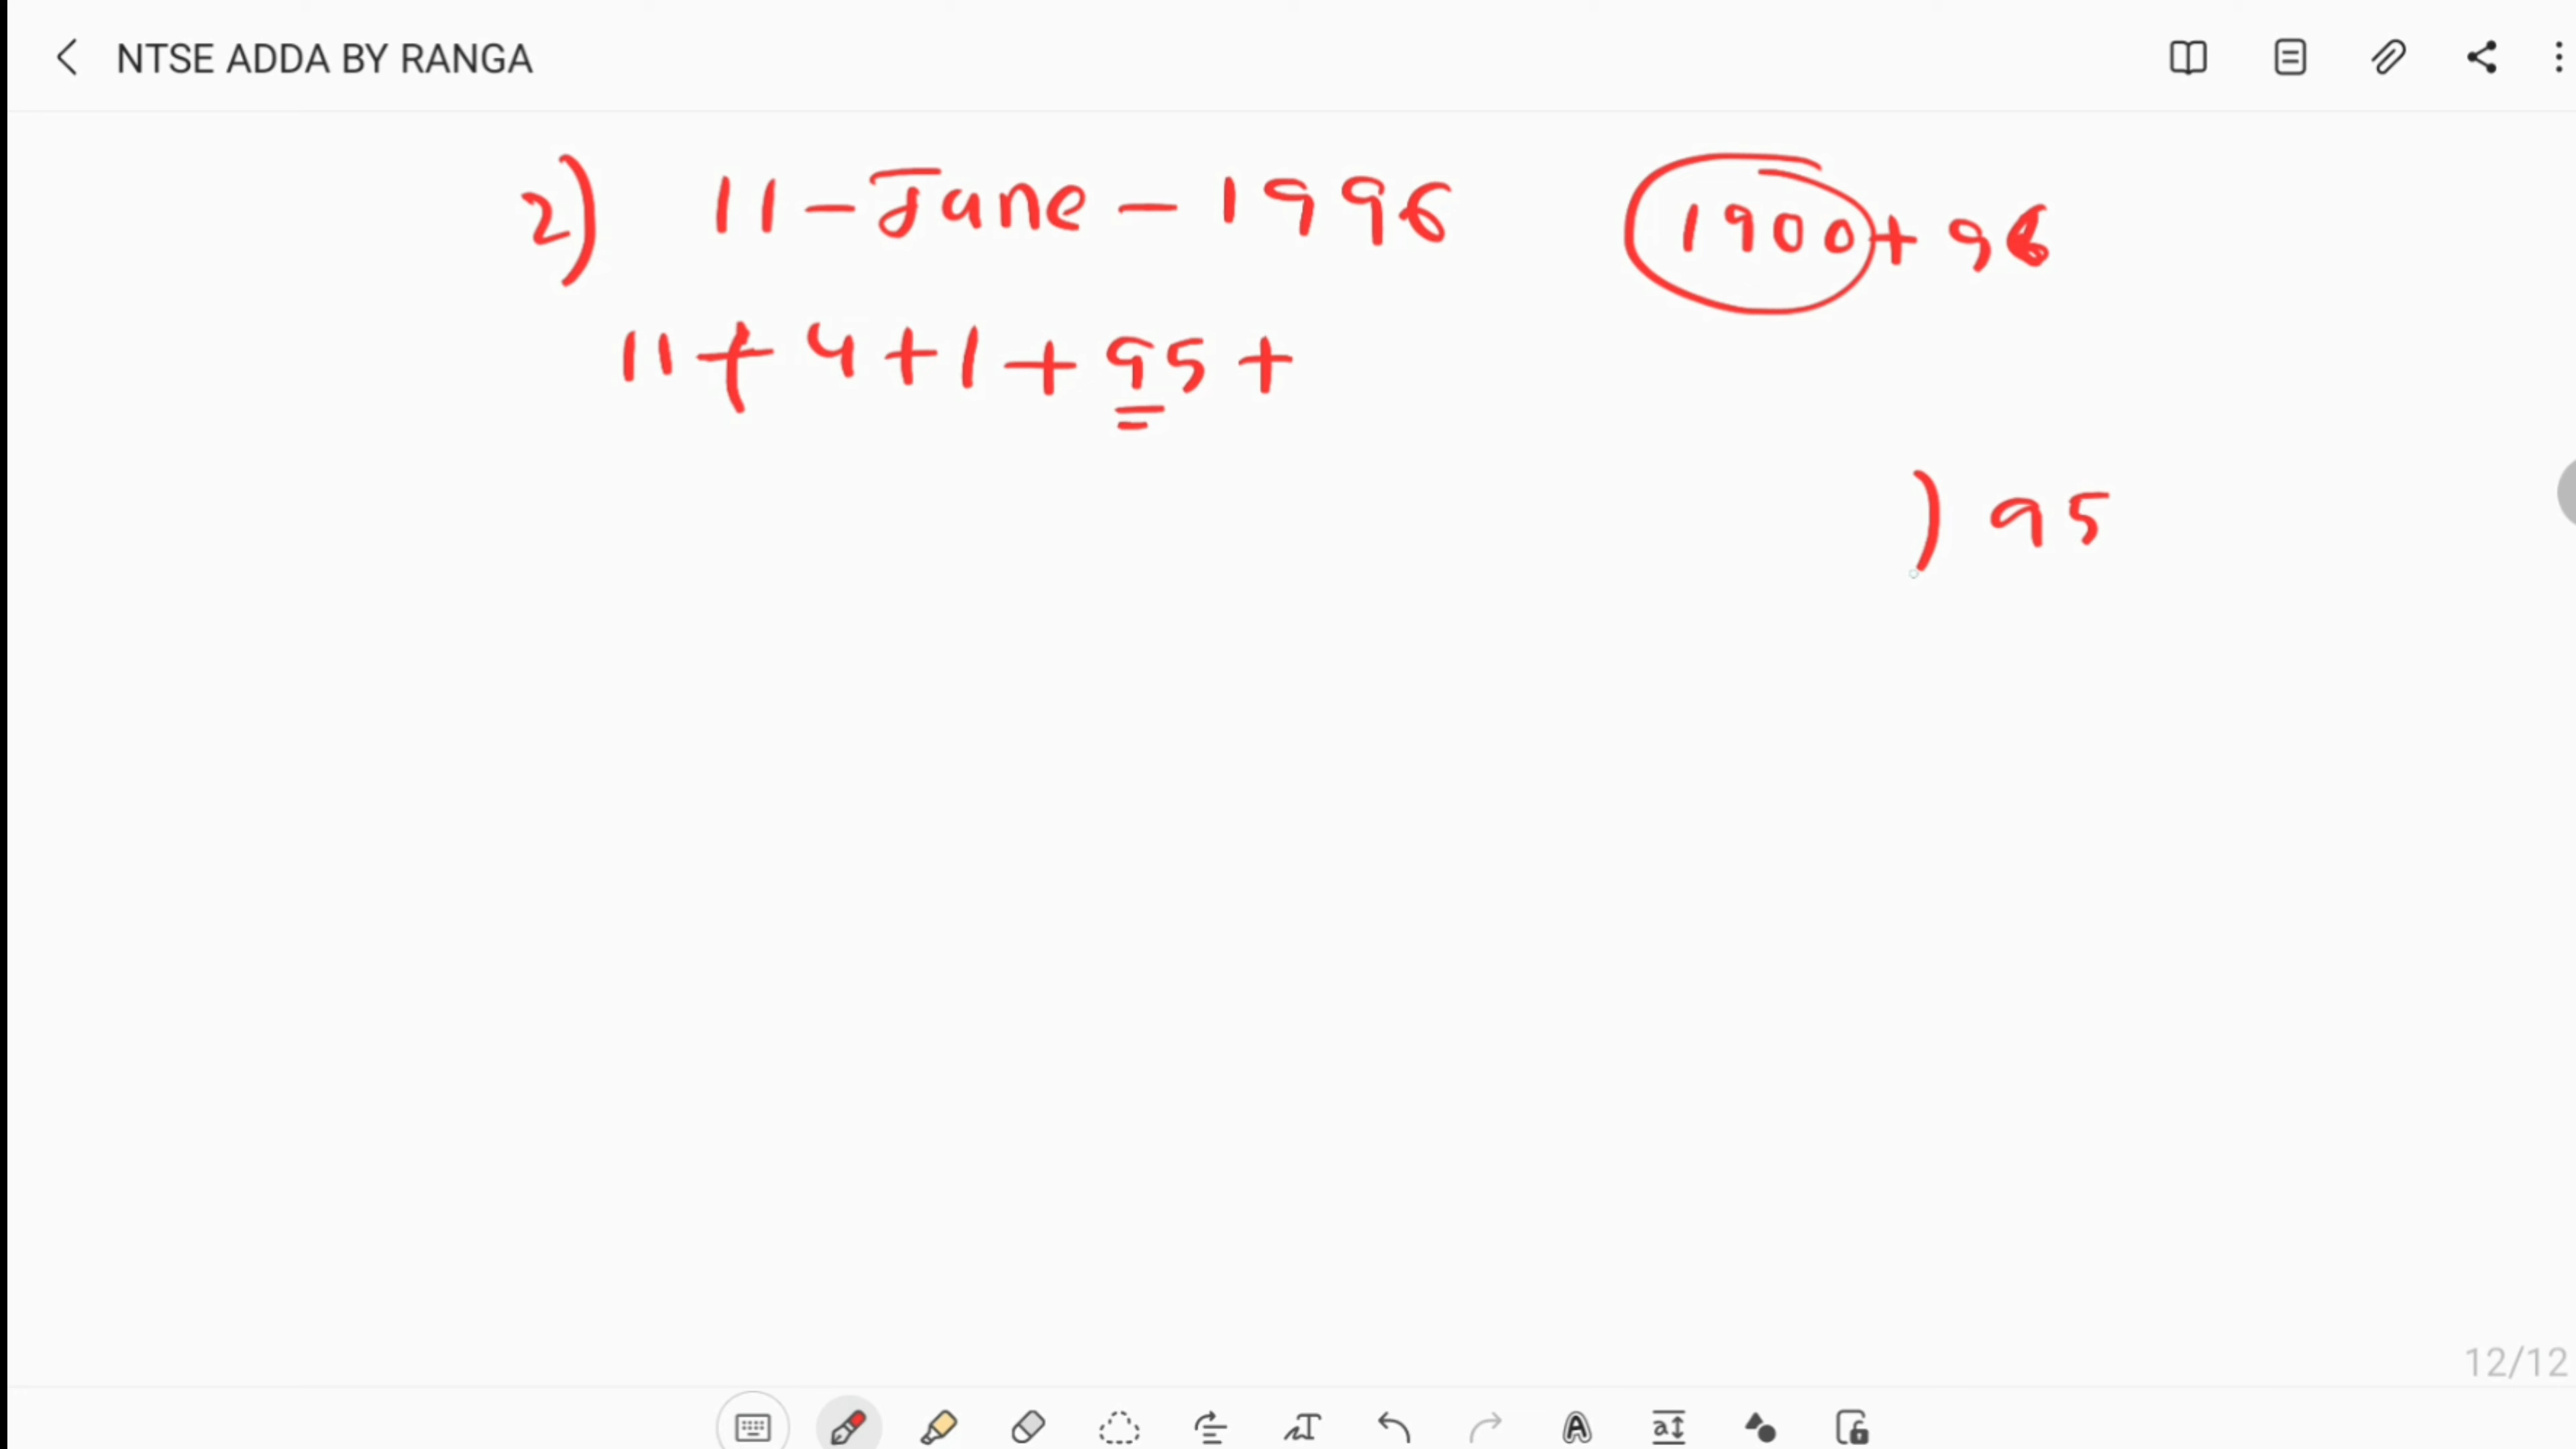 NTSE ADDA BY RANGA
2) 11 - June - 1996
1900 + 96
11 + 4 + 1 + 95 +
) 95
12/12